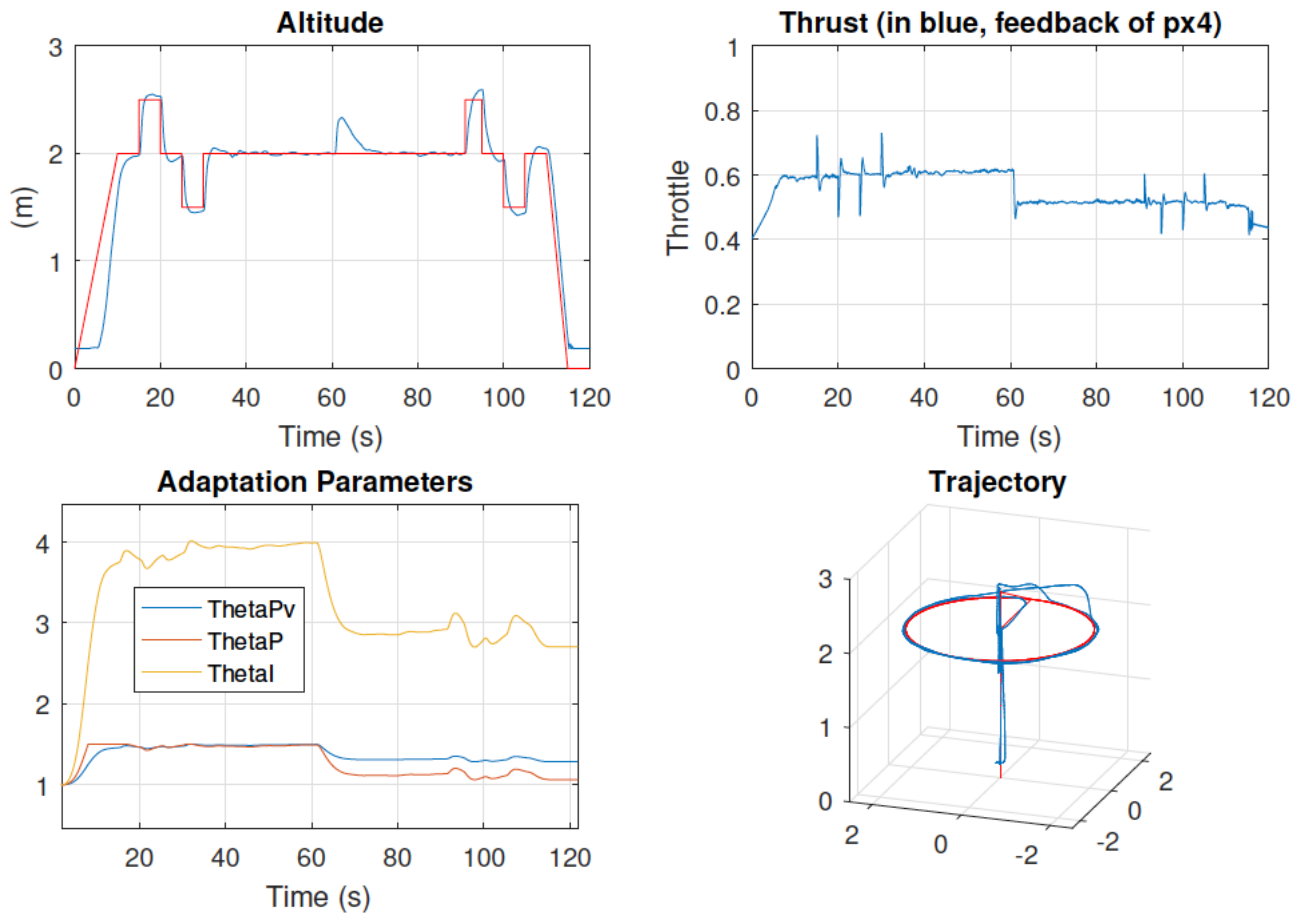 Altitude
3
2
1
0
(m)
0 20 40 60 80 100 120
Time (s)
Thrust (in blue, feedback of px4)
1
0.8
0.6
0.4
0.2
0
Throttle
0 20 40 60 80 100 120
Time (s)
Adaptation Parameters
4
3
2
1
ThetaPv
ThetaP
ThetaI
20 40 60 80 100 120
Time (s)
Trajectory
3
2
1
0
2 0 -2
2
0
-2